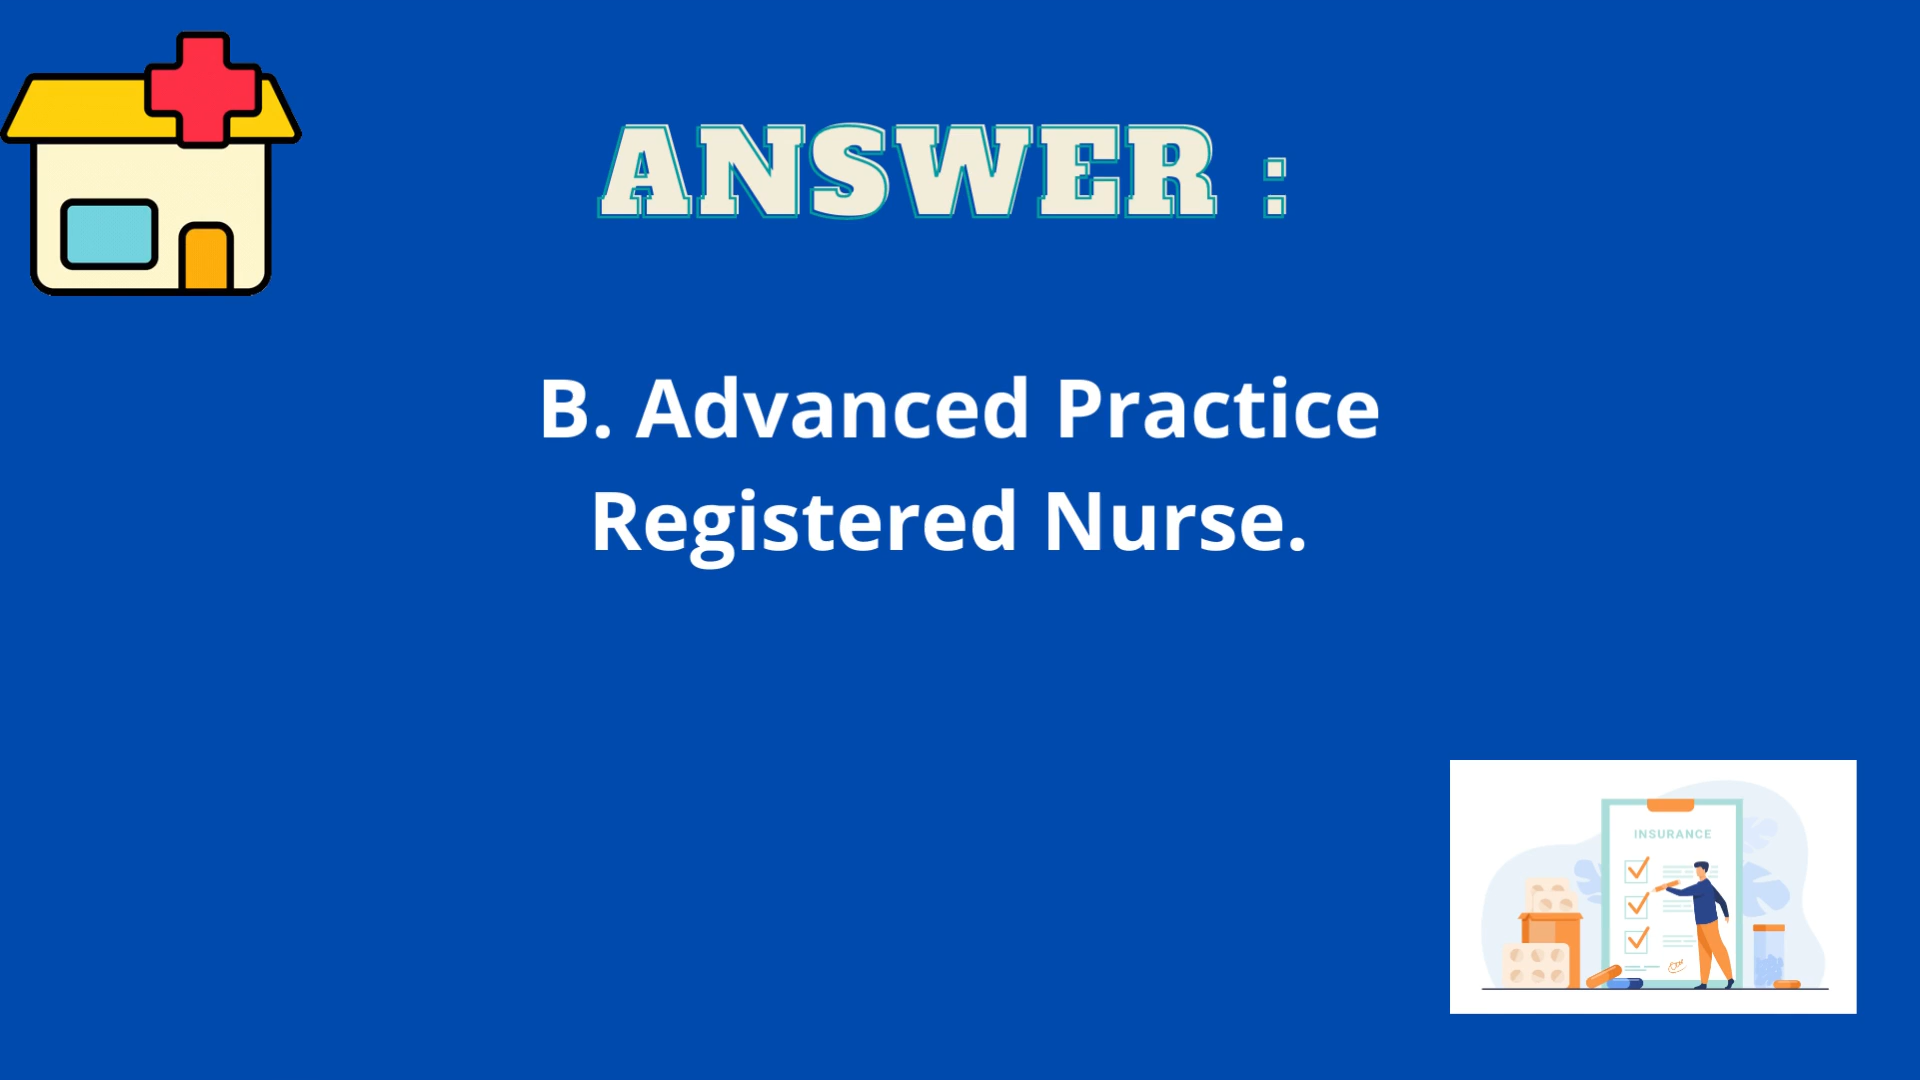 ANSWER :
B. Advanced Practice
Registered Nurse.
INSURANCE